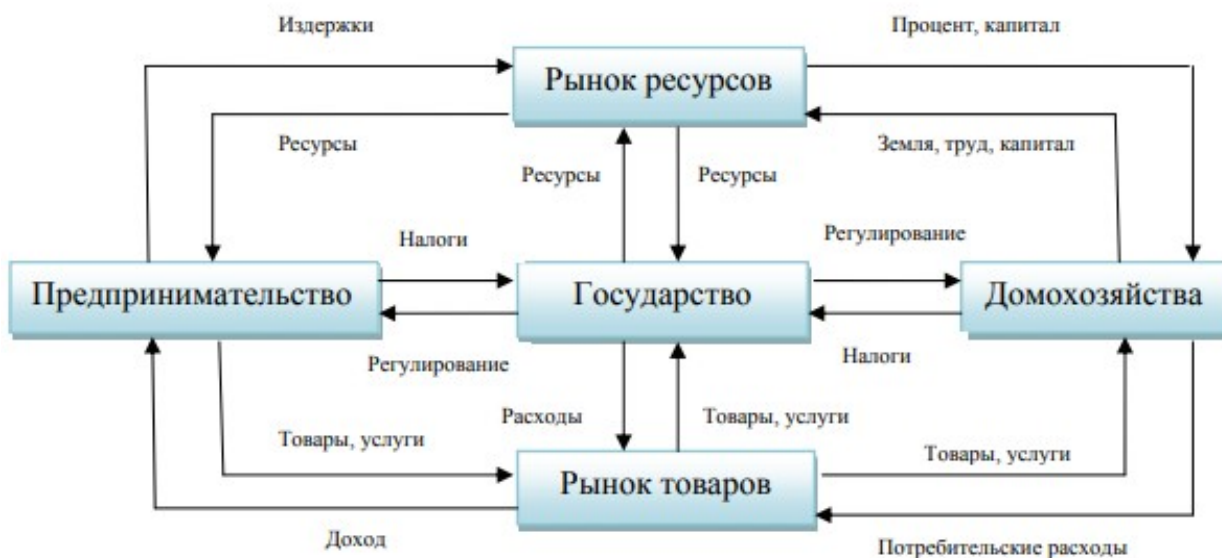 Издержки
Процент, капитал
Рынок ресурсов
Ресурсы
Земля, труд, капитал
Ресурсы
Ресурсы
Налоги
Регулирование
Предпринимательство
Государство
Домохозяйства
Регулирование
Налоги
Расходы
Товары, услуги
Товары, услуги
Товары, услуги
Рынок товаров
Доход
Потребительские расходы